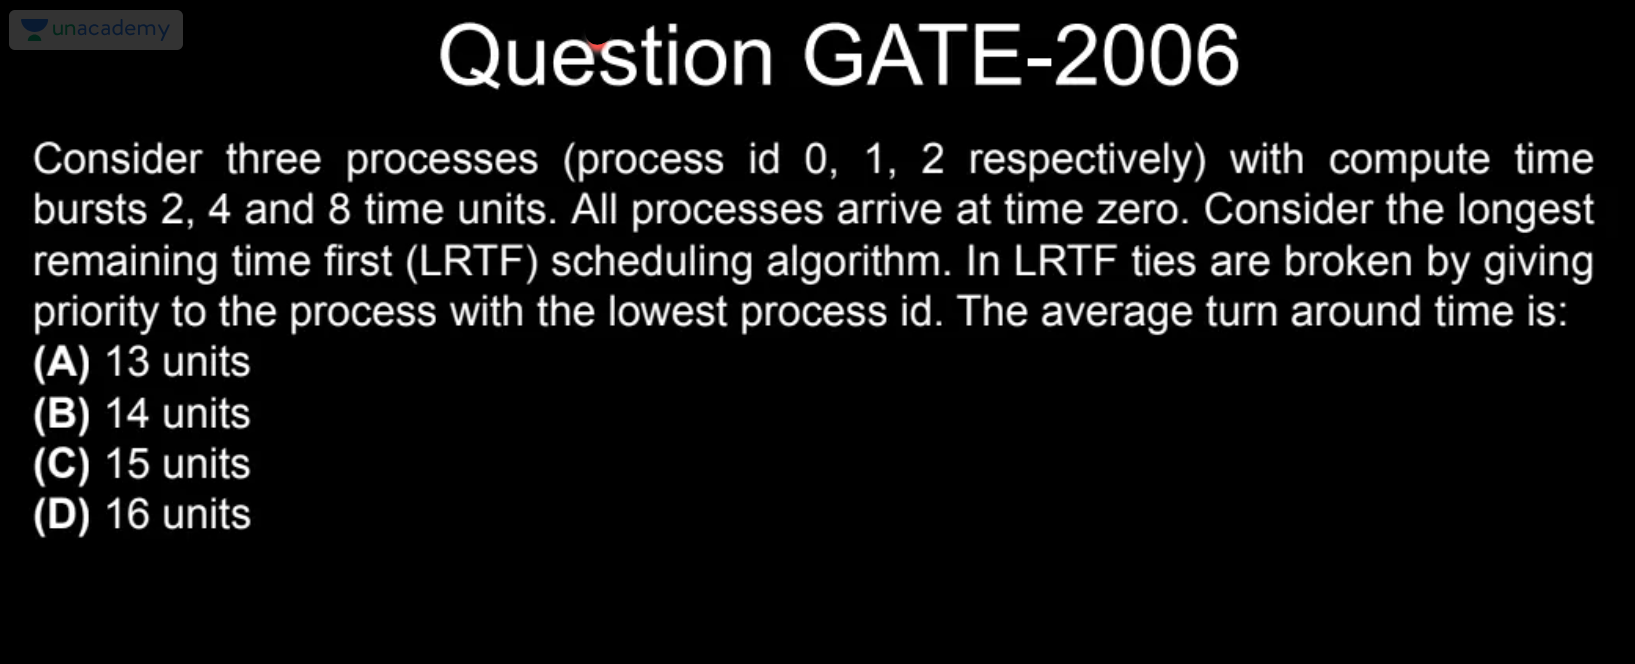 unacademy
Question GATE-2006
Consider three processes (process id 0, 1, 2 respectively) with compute time
bursts 2, 4 and 8 time units. All processes arrive at time zero. Consider the longest
remaining time first (LRTF) scheduling algorithm. In LRTF ties are broken by giving
priority to the process with the lowest process id. The average turn around time is:
(A) 13 units
(B) 14 units
(C) 15 units
(D) 16 units